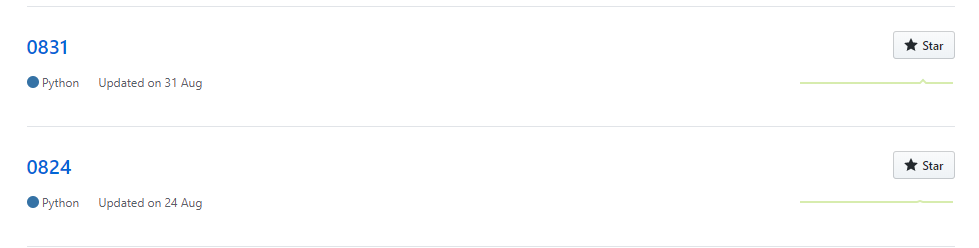 0831
Star
Python Updated on 31 Aug
0824
Star
Python Updated on 24 Aug